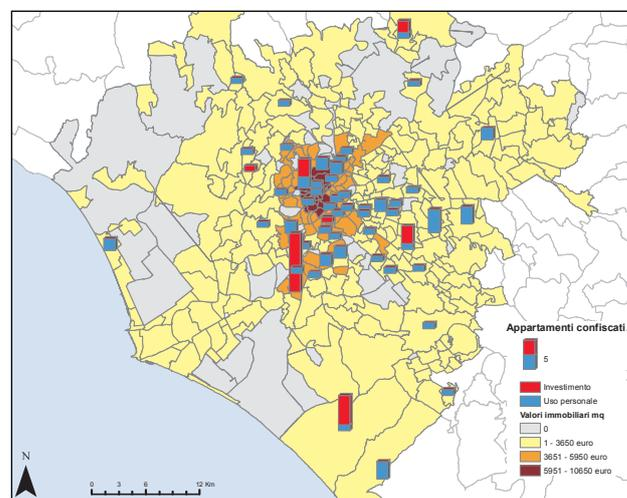 Appartamenti confiscati
5
Investimento
Uso personale
Valori immobiliari mq
0
1 - 3650 euro
3651 - 5950 euro
5951 - 10650 euro
N
0 3 6 12 Km